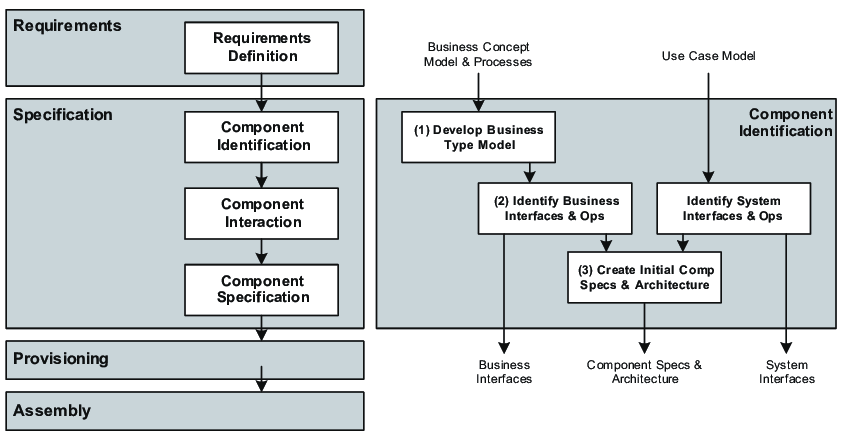 Requirements
Requirements
Definition
Specification
Component
Identification
Component
Interaction
Component
Specification
Provisioning
Assembly
Business Concept
Model & Processes
Use Case Model
Component
Identification
(1) Develop Business
Type Model
(2) Identify Business
Interfaces & Ops
Identify System
Interfaces & Ops
(3) Create Initial Comp
Specs & Architecture
Business
Interfaces
Component Specs &
Architecture
System
Interfaces